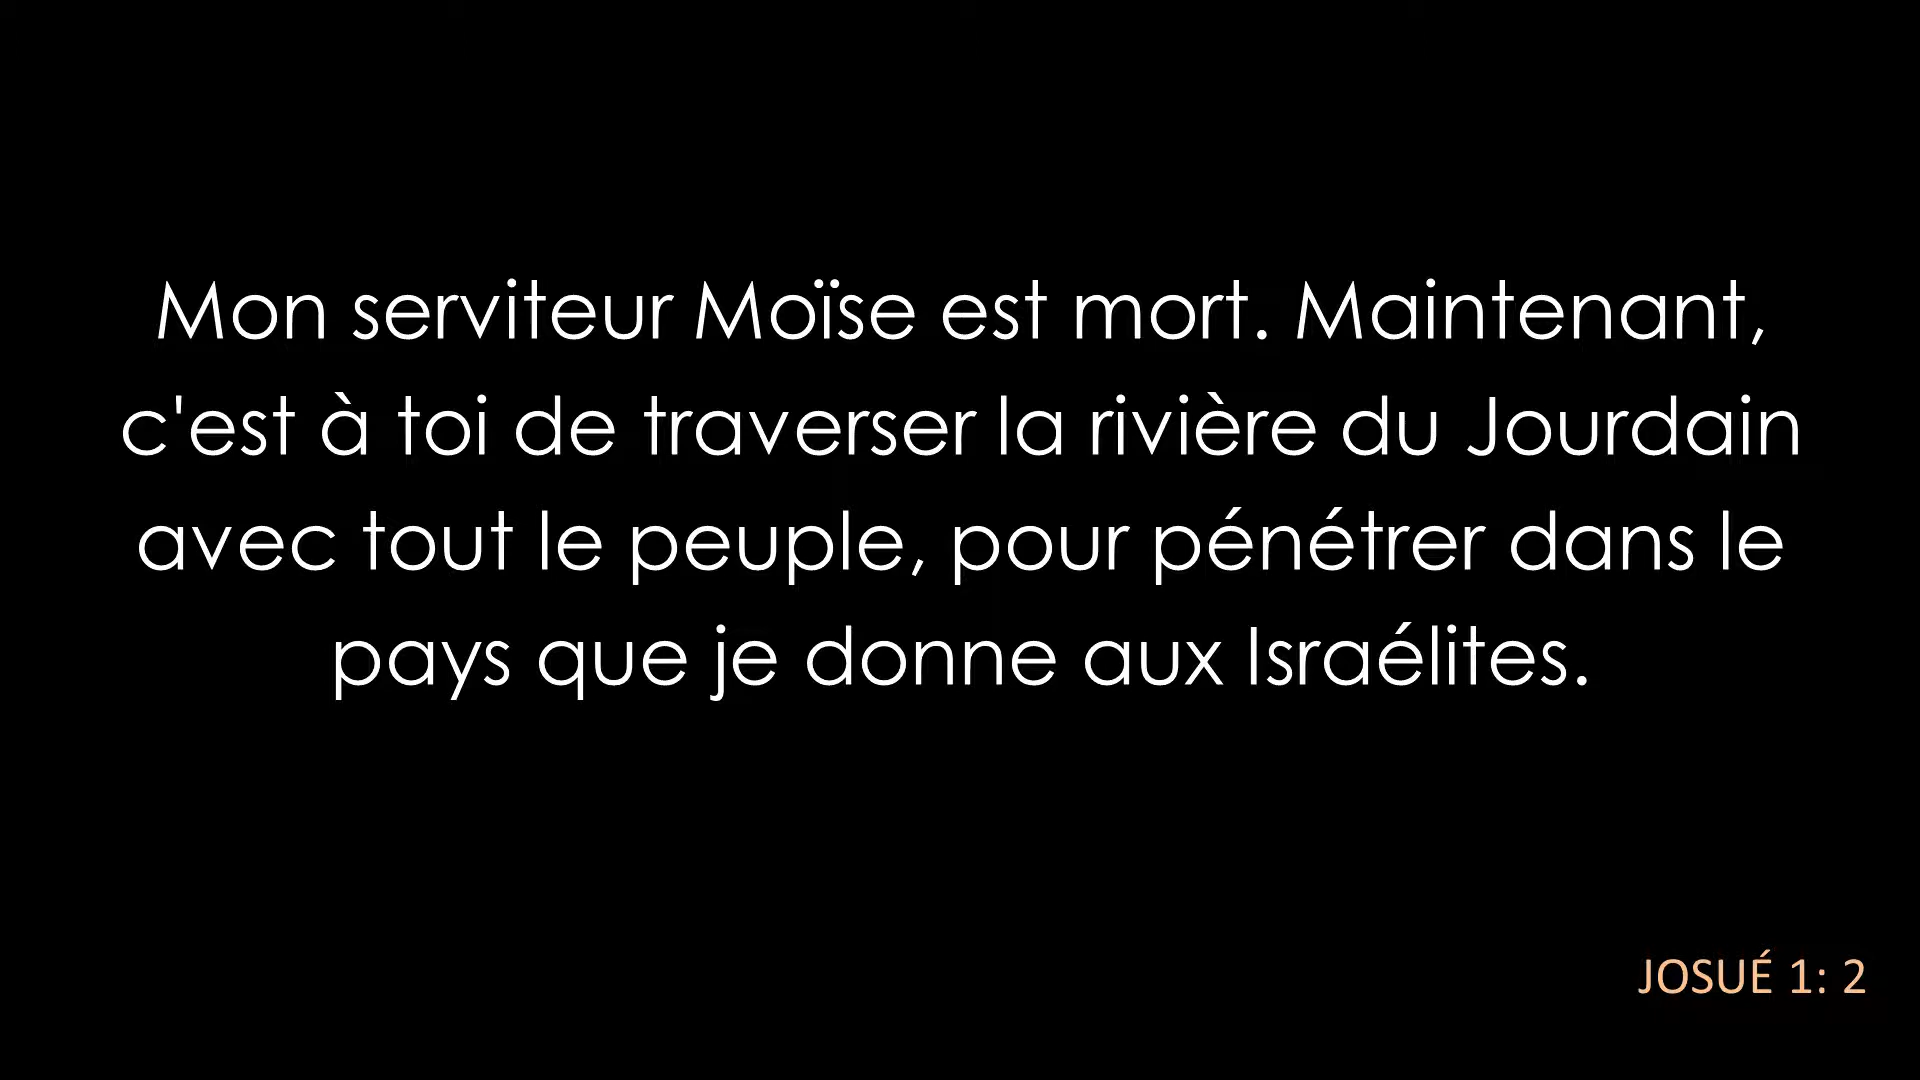 Mon serviteur Moïse est mort. Maintenant,
c'est à toi de traverser la rivière du Jourdain
avec tout le peuple, pour pénétrer dans le
pays que je donne aux Israélites.
JOSUÉ 1: 2